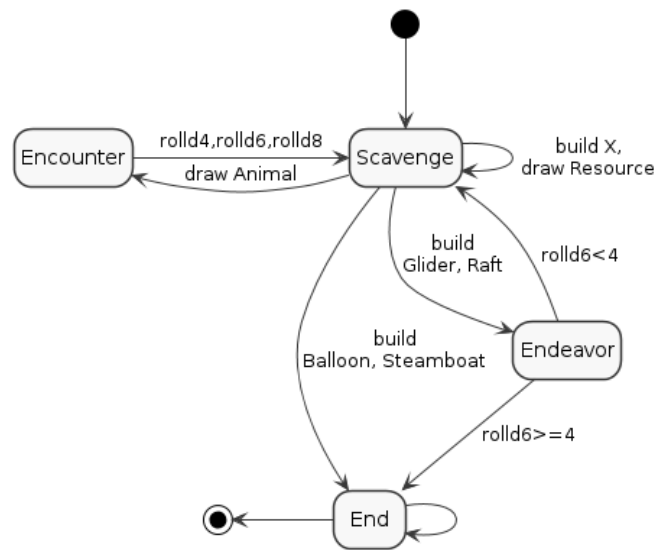 rolld4,rolld6,rolld8
Encounter
Scavenge
build X,
draw Resource
draw Animal
build
Glider, Raft
rolld6<4
build
Balloon, Steamboat
Endeavor
rolld6>=4
End